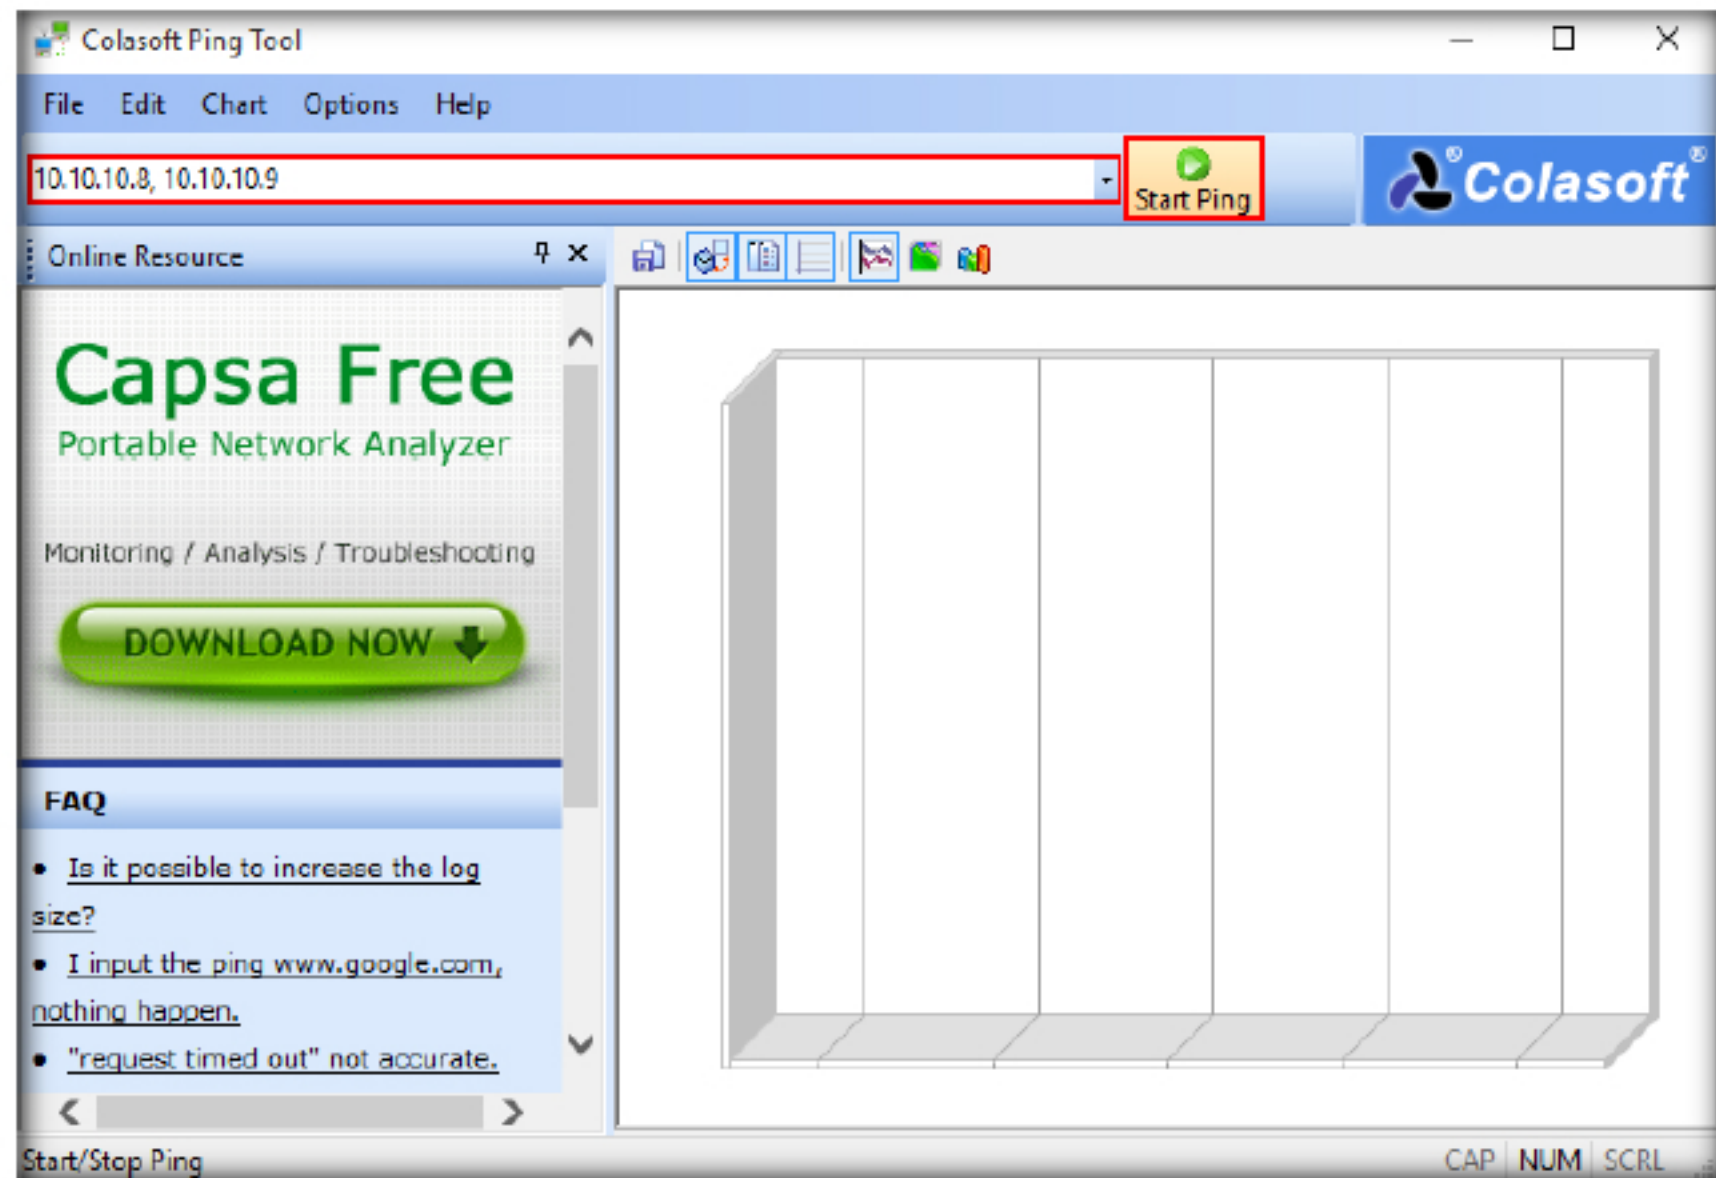 Colasoft Ping Tool
File Edit Chart Options Help
10.10.10.8, 10.10.10.9
Start Ping
Colasoft®
Online Resource
Capsa Free
Portable Network Analyzer
Monitoring / Analysis / Troubleshooting
DOWNLOAD NOW
FAQ
• Is it possible to increase the log
size?
• I input the ping www.google.com,
nothing happen.
• "request timed out" not accurate.
Start/Stop Ping
CAP NUM SCRL